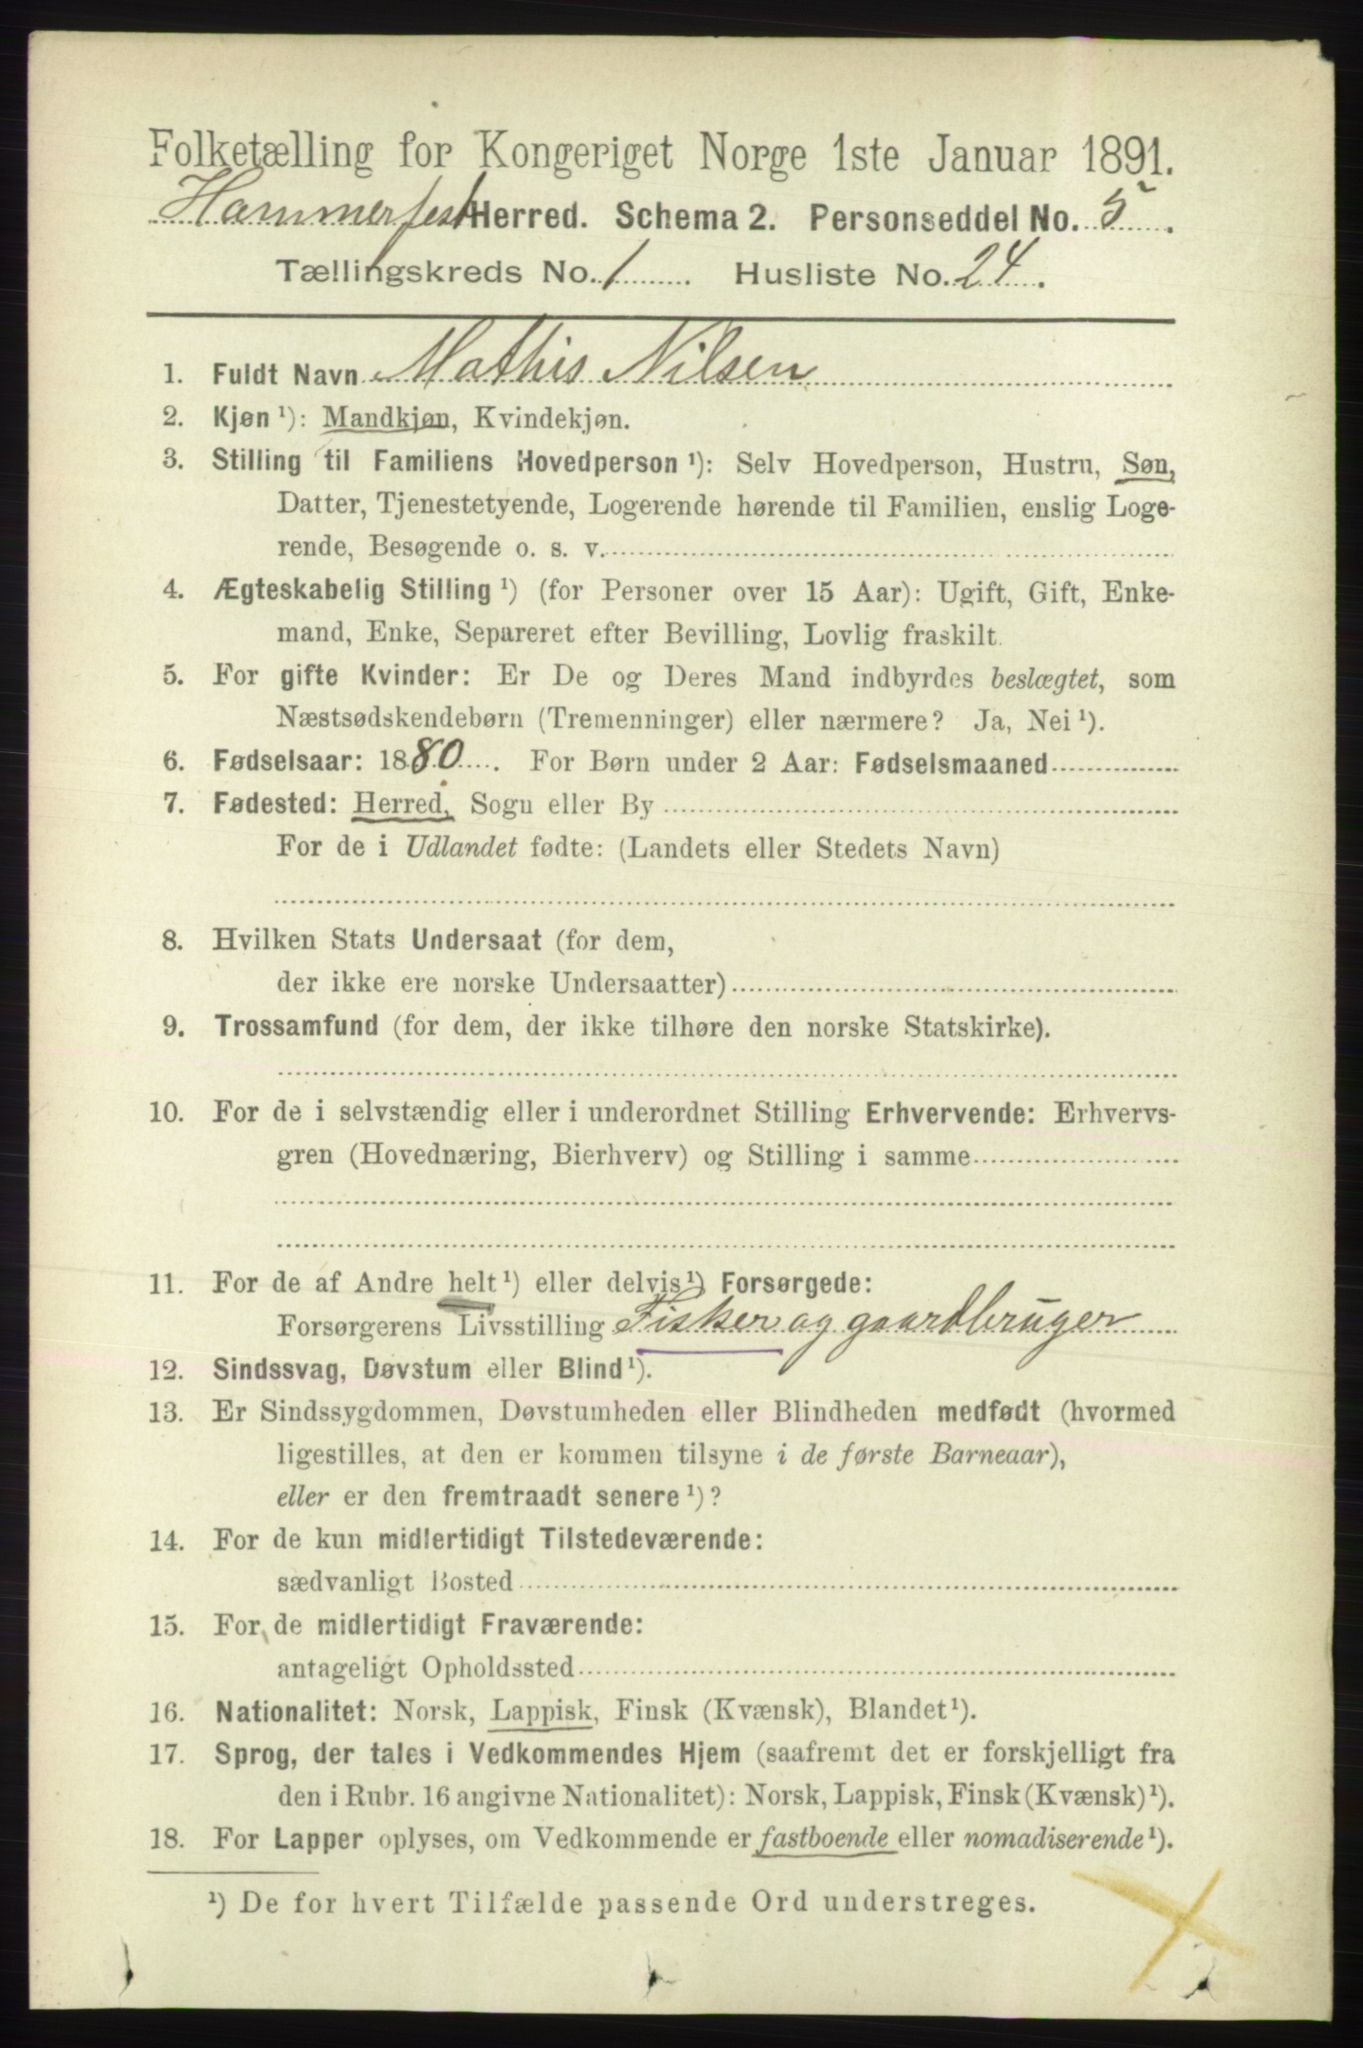 Folketælling for Kongeriget Norge 1ste Januar 1891.
Hammerfest Herred. Schema 2. Personseddel No. 5.
Tællingskreds No. 1. Husliste No. 24.
1. Fuldt Navn Mathis Nilsen
2. Kjøn ¹): Mandkjøn, Kvindekjøn.
3. Stilling til Familiens Hovedperson ¹): Selv Hovedperson, Hustru, Søn,
Datter, Tjenestetyende, Logerende hørende til Familien, enslig Loge-
rende, Besøgende o. s. v.
4. Ægteskabelig Stilling ¹) (for Personer over 15 Aar): Ugift, Gift, Enke-
mand, Enke, Separeret efter Bevilling, Lovlig fraskilt.
5. For gifte Kvinder: Er De og Deres Mand indbyrdes beslægtet, som
Næstsødskendebørn (Tremenninger) eller nærmere? Ja, Nei ¹).
6. Fødselsaar: 1880. For Børn under 2 Aar: Fødselsmaaned
7. Fødested: Herred, Sogn eller By
For de i Udlandet fødte: (Landets eller Stedets Navn)
8. Hvilken Stats Undersaat (for dem,
der ikke ere norske Undersaatter)
9. Trossamfund (for dem, der ikke tilhøre den norske Statskirke).
10. For de i selvstændig eller i underordnet Stilling Erhvervende: Erhvervs-
gren (Hovednæring, Bierhverv) og Stilling i samme
11. For de af Andre helt ¹) eller delvis ¹) Forsørgede:
Forsørgerens Livsstilling Fisker og gaardbruger
12. Sindssvag, Døvstum eller Blind ¹).
13. Er Sindssygdommen, Døvstumheden eller Blindheden medfødt (hvormed
ligestilles, at den er kommen tilsyne i de første Barneaar),
eller er den fremtraadt senere ¹)?
14. For de kun midlertidigt Tilstedeværende:
sædvanligt Bosted
15. For de midlertidigt Fraværende:
antageligt Opholdssted
16. Nationalitet: Norsk, Lappisk, Finsk (Kvænsk), Blandet ¹).
17. Sprog, der tales i Vedkommendes Hjem (saafremt det er forskjelligt fra
den i Rubr. 16 angivne Nationalitet): Norsk, Lappisk, Finsk (Kvænsk) ¹).
18. For Lapper oplyses, om Vedkommende er fastboende eller nomadiserende ¹).
¹) De for hvert Tilfælde passende Ord understreges.